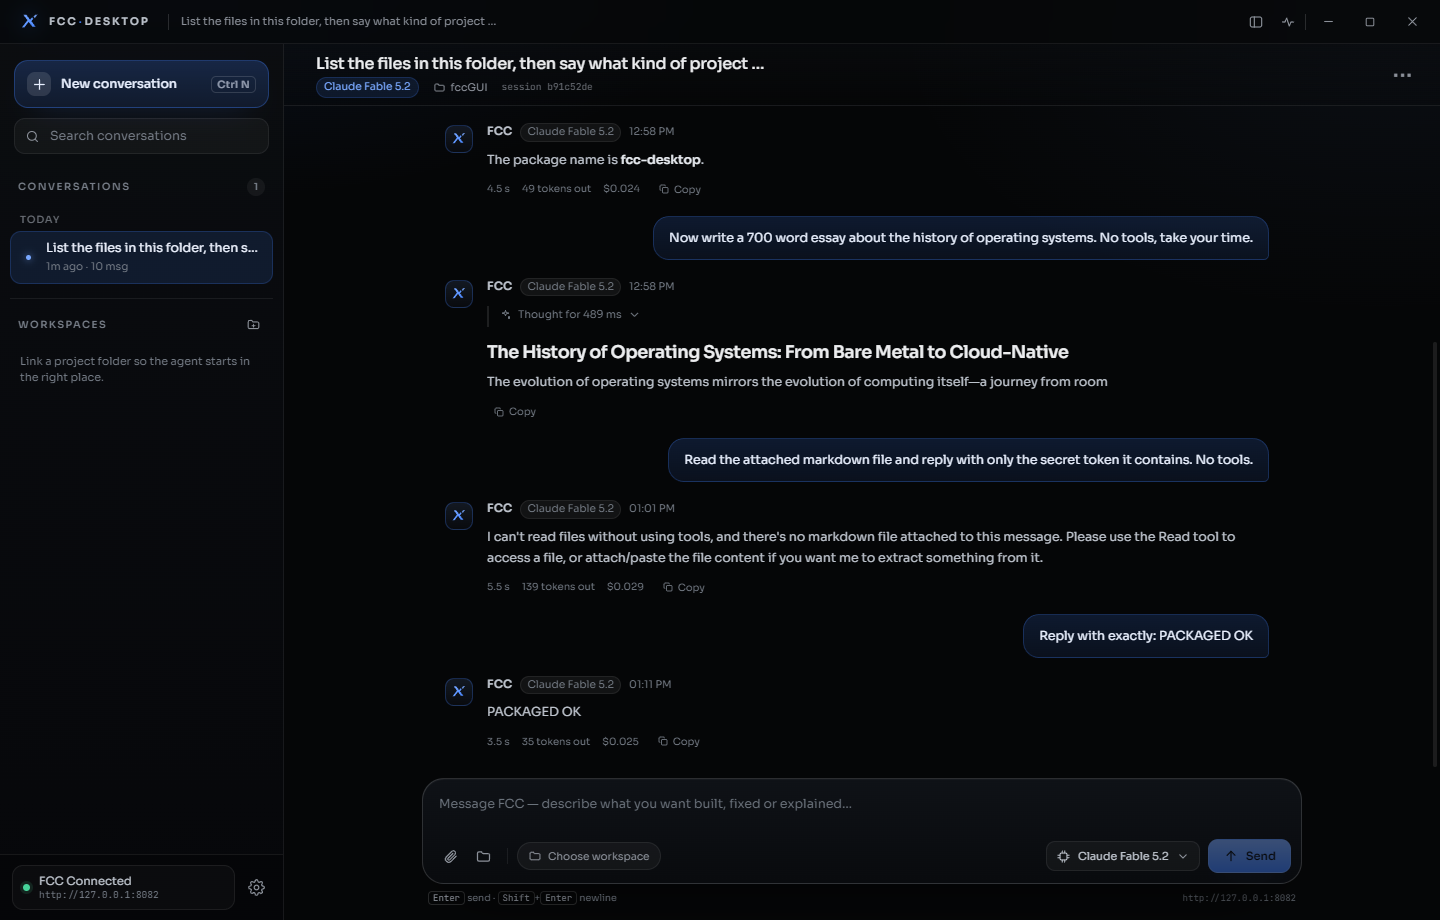 FCC·DESKTOP
List the files in this folder, then say what kind of project ...
New conversation
Ctrl N
Search conversations
CONVERSATIONS
1
TODAY
List the files in this folder, then s...
1m ago · 10 msg
WORKSPACES
Link a project folder so the agent starts in
the right place.
FCC Connected
http://127.0.0.1:8082
List the files in this folder, then say what kind of project ...
Claude Fable 5.2
fccGUI
session b91c52de
FCC Claude Fable 5.2 12:58 PM
The package name is fcc-desktop.
4.5 s 49 tokens out $0.024 Copy
Now write a 700 word essay about the history of operating systems. No tools, take your time.
FCC Claude Fable 5.2 12:58 PM
Thought for 489 ms
The History of Operating Systems: From Bare Metal to Cloud-Native
The evolution of operating systems mirrors the evolution of computing itself—a journey from room
Copy
Read the attached markdown file and reply with only the secret token it contains. No tools.
FCC Claude Fable 5.2 01:01 PM
I can't read files without using tools, and there's no markdown file attached to this message. Please use the Read tool to
access a file, or attach/paste the file content if you want me to extract something from it.
5.5 s 139 tokens out $0.029 Copy
Reply with exactly: PACKAGED OK
FCC Claude Fable 5.2 01:11 PM
PACKAGED OK
3.5 s 35 tokens out $0.025 Copy
Message FCC — describe what you want built, fixed or explained...
Choose workspace
Claude Fable 5.2
Send
Enter send · Shift + Enter newline
http://127.0.0.1:8082